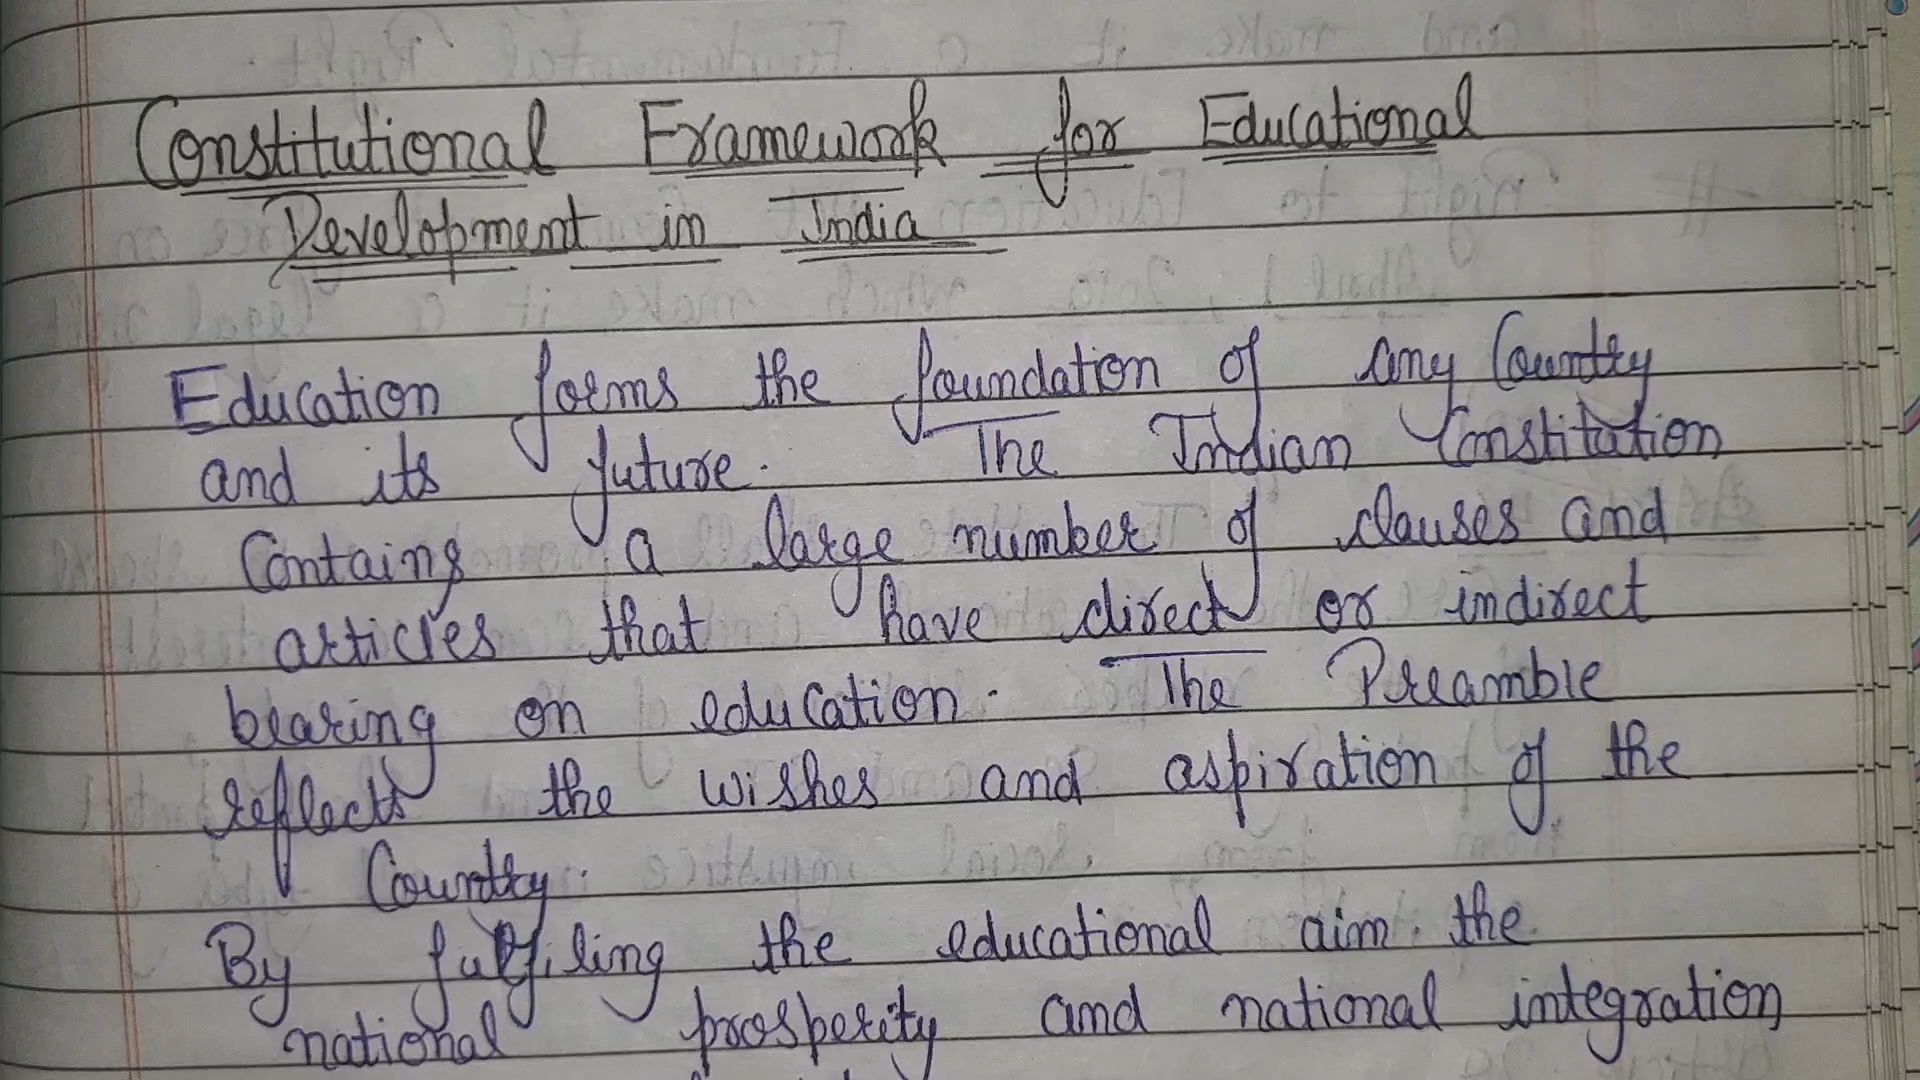 Constitutional Framework for Educational
Development in India
Education forms the foundation of any Country
and its future. The Indian Constitution
Contains a large number of clauses and
articles that have direct or indirect
bearing on education. The Preamble
reflects the wishes and aspiration of the
Country.
By fulfiling the educational aim the
national prosperity and national integration